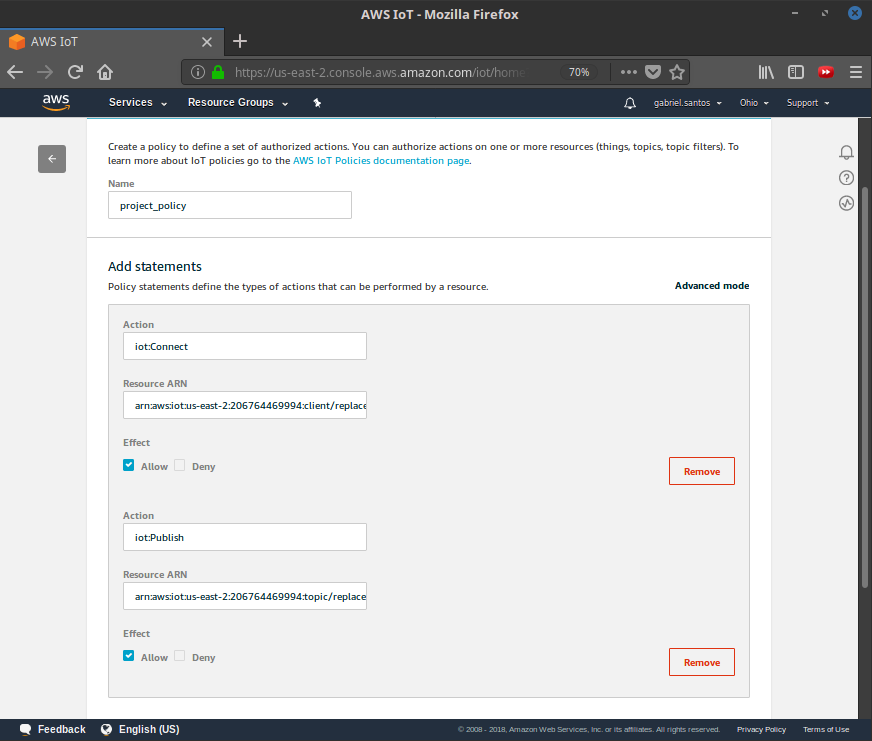 AWS IoT - Mozilla Firefox
AWS IoT
https://us-east-2.console.aws.amazon.com/iot/home
70%
aws
Services
Resource Groups
gabriel.santos
Ohio
Support
Create a policy to define a set of authorized actions. You can authorize actions on one or more resources (things, topics, topic filters). To
learn more about IoT policies go to the AWS IoT Policies documentation page.
Name
project_policy
Add statements
Policy statements define the types of actions that can be performed by a resource.
Advanced mode
Action
iot:Connect
Resource ARN
arn:aws:iot:us-east-2:206764469994:client/replace
Effect
Allow
Deny
Remove
Action
iot:Publish
Resource ARN
arn:aws:iot:us-east-2:206764469994:topic/replace
Effect
Allow
Deny
Remove
Feedback
English (US)
© 2008 - 2018, Amazon Web Services, Inc. or its affiliates. All rights reserved.
Privacy Policy
Terms of Use